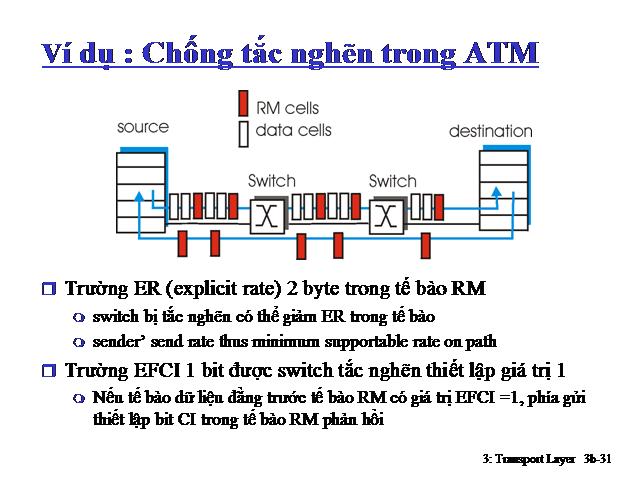 Ví dụ : Chống tắc nghẽn trong ATM
RM cells
data cells
source
destination
Switch
Switch
Trường ER (explicit rate) 2 byte trong tế bào RM
switch bị tắc nghẽn có thể giảm ER trong tế bào
sender’ send rate thus minimum supportable rate on path
Trường EFCI 1 bit được switch tắc nghẽn thiết lập giá trị 1
Nếu tế bào dữ liệu đằng trước tế bào RM có giá trị EFCI =1, phía gửi
thiết lập bit CI trong tế bào RM phản hồi
3: Transport Layer 3b-31